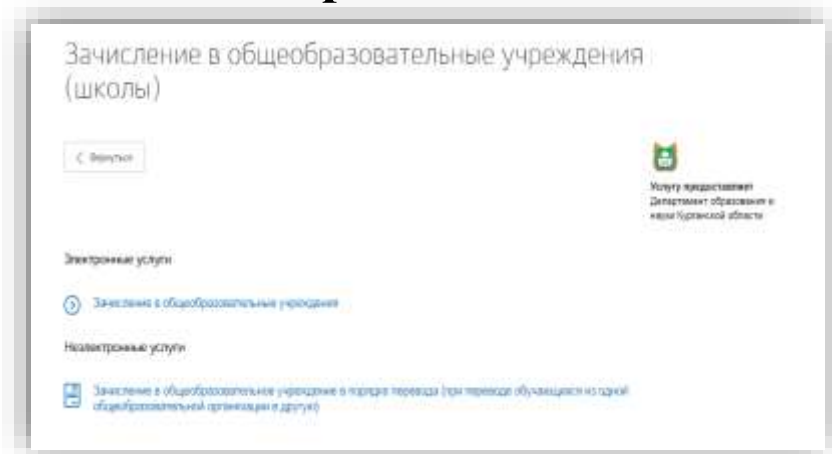 Зачисление в общеобразовательные учреждения
(школы)
Вернуться
Услугу предоставляет
Департамент образования и
науки Курганской области
Электронные услуги
Зачисление в общеобразовательные учреждения
Неэлектронные услуги
Зачисление в общеобразовательное учреждение в порядке перевода (при переводе обучающихся из одной
общеобразовательной организации в другую)